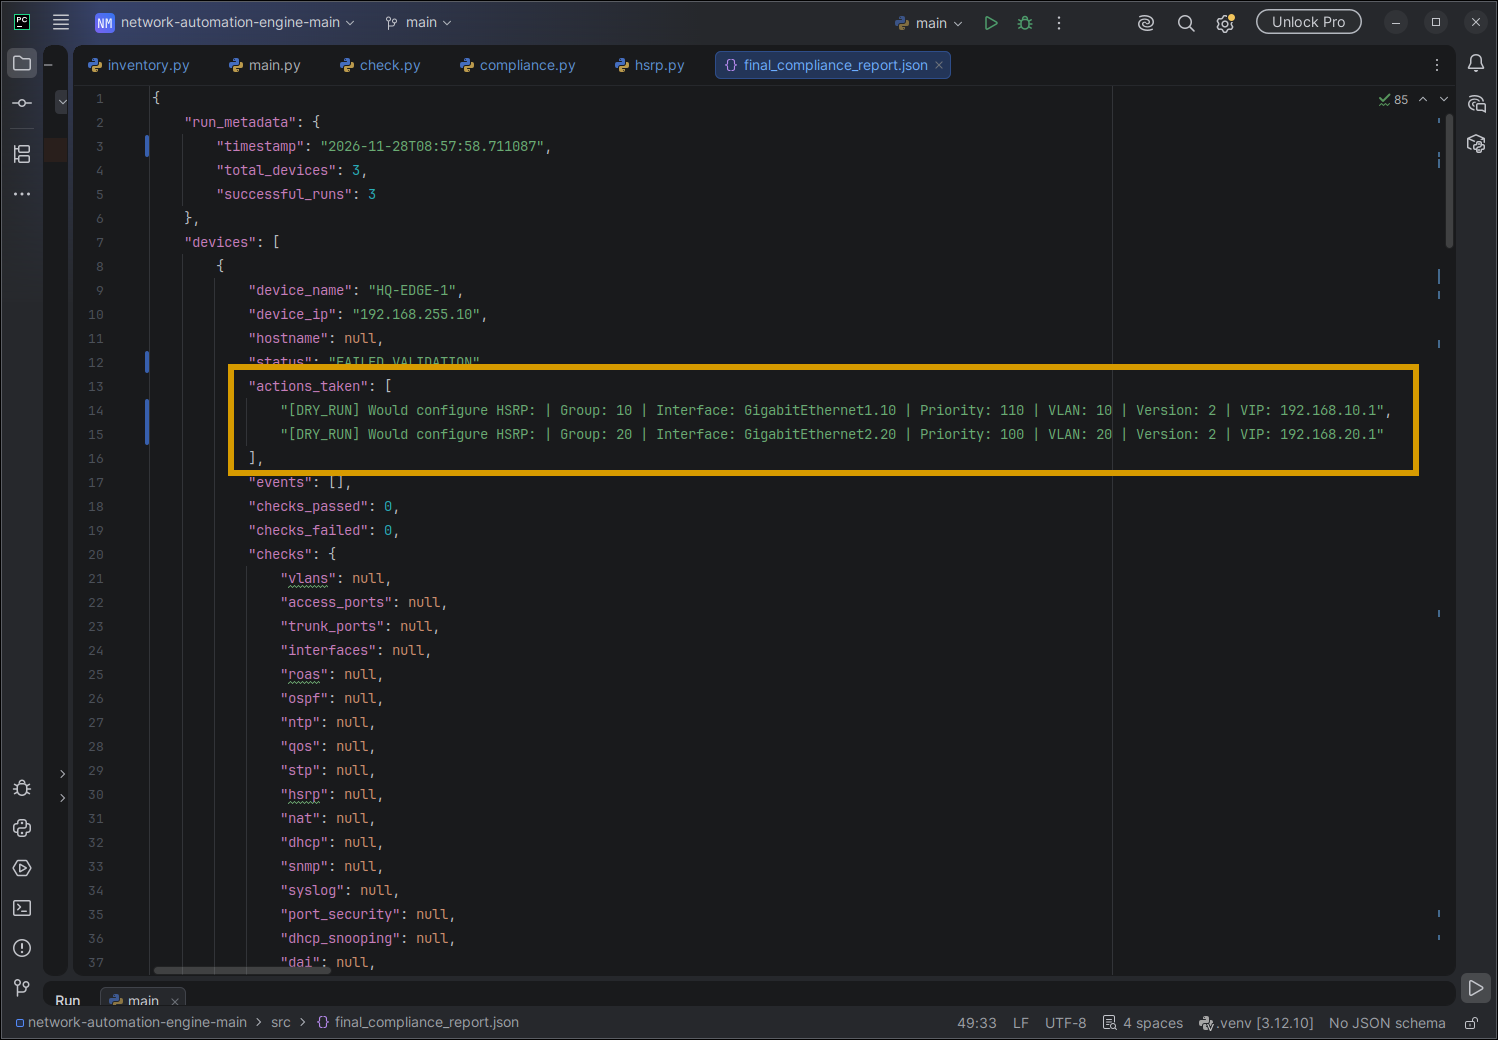 PC
NM network-automation-engine-main main main Unlock Pro
inventory.py main.py check.py compliance.py hsrp.py {} final_compliance_report.json
85
1 {
2 "run_metadata": {
3 "timestamp": "2026-11-28T08:57:58.711087",
4 "total_devices": 3,
5 "successful_runs": 3
6 },
7 "devices": [
8 {
9 "device_name": "HQ-EDGE-1",
10 "device_ip": "192.168.255.10",
11 "hostname": null,
12 "status": "FAILED_VALIDATION"
13 "actions_taken": [
14 "[DRY_RUN] Would configure HSRP: | Group: 10 | Interface: GigabitEthernet1.10 | Priority: 110 | VLAN: 10 | Version: 2 | VIP: 192.168.10.1",
15 "[DRY_RUN] Would configure HSRP: | Group: 20 | Interface: GigabitEthernet2.20 | Priority: 100 | VLAN: 20 | Version: 2 | VIP: 192.168.20.1"
16 ],
17 "events": [],
18 "checks_passed": 0,
19 "checks_failed": 0,
20 "checks": {
21 "vlans": null,
22 "access_ports": null,
23 "trunk_ports": null,
24 "interfaces": null,
25 "roas": null,
26 "ospf": null,
27 "ntp": null,
28 "qos": null,
29 "stp": null,
30 "hsrp": null,
31 "nat": null,
32 "dhcp": null,
33 "snmp": null,
34 "syslog": null,
35 "port_security": null,
36 "dhcp_snooping": null,
37 "dai": null,
Run main
network-automation-engine-main > src > {} final_compliance_report.json 49:33 LF UTF-8 4 spaces .venv [3.12.10] No JSON schema